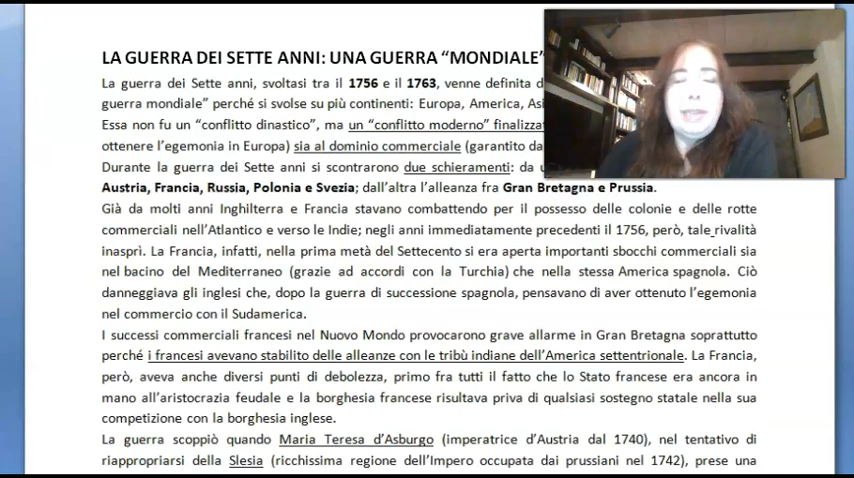 LA GUERRA DEI SETTE ANNI: UNA GUERRA “MONDIALE”
La guerra dei Sette anni, svoltasi tra il 1756 e il 1763, venne definita
guerra mondiale” perché si svolse su più continenti: Europa, America,
Essa non fu un “conflitto dinastico”, ma un “conflitto moderno”
ottenere l’egemonia in Europa) sia al dominio commerciale (garantito
Durante la guerra dei Sette anni si scontrarono due schieramenti: da
Austria, Francia, Russia, Polonia e Svezia; dall’altra l’alleanza fra Gran Bretagna e Prussia.
Già da molti anni Inghilterra e Francia stavano combattendo per il possesso delle colonie e delle rotte
commerciali nell’Atlantico e verso le Indie; negli anni immediatamente precedenti il 1756, però, tale rivalità
inasprì. La Francia, infatti, nella prima metà del Settecento si era aperta importanti sbocchi commerciali sia
nel bacino del Mediterraneo (grazie ad accordi con la Turchia) che nella stessa America spagnola. Ciò
danneggiava gli inglesi che, dopo la guerra di successione spagnola, pensavano di aver ottenuto l’egemonia
nel commercio con il Sudamerica.
I successi commerciali francesi nel Nuovo Mondo provocarono grave allarme in Gran Bretagna soprattutto
perché i francesi avevano stabilito delle alleanze con le tribù indiane dell’America settentrionale. La Francia,
però, aveva anche diversi punti di debolezza, primo fra tutti il fatto che lo Stato francese era ancora in
mano all’aristocrazia feudale e la borghesia francese risultava priva di qualsiasi sostegno statale nella sua
competizione con la borghesia inglese.
La guerra scoppiò quando Maria Teresa d’Asburgo (imperatrice d’Austria dal 1740), nel tentativo di
riappropriarsi della Slesia (ricchissima regione dell’Impero occupata dai prussiani nel 1742), prese una